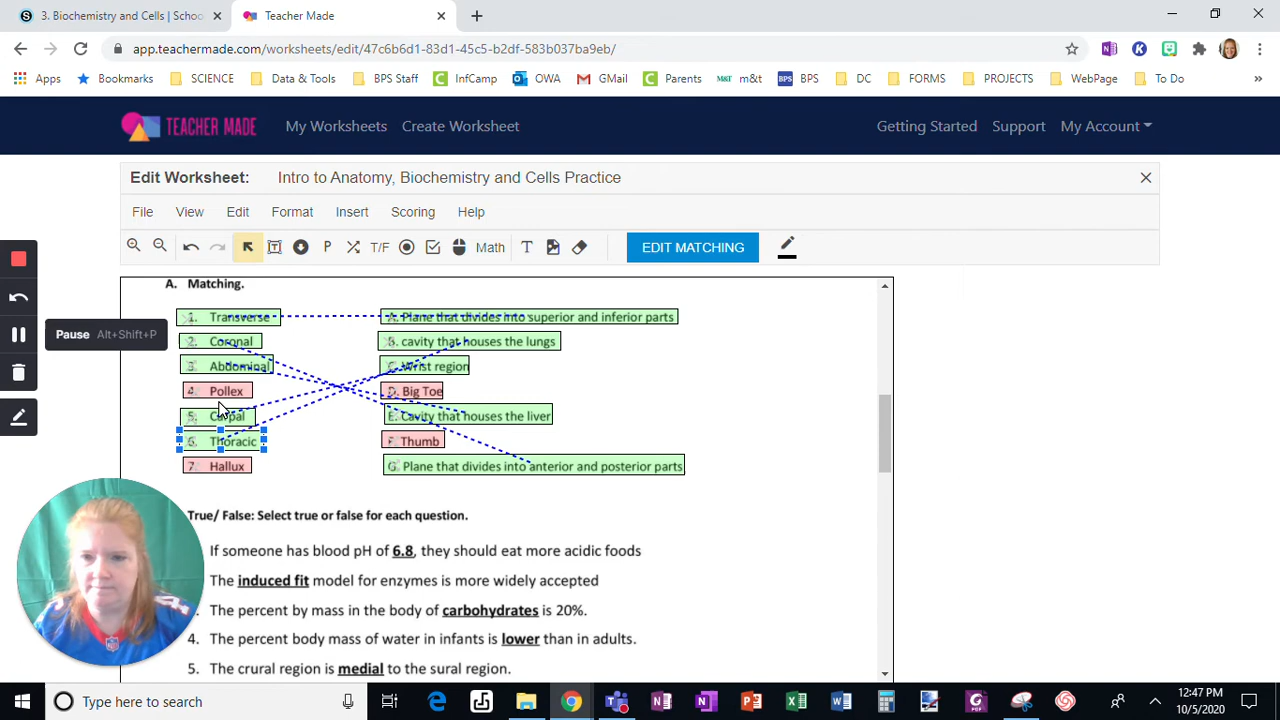 3. Biochemistry and Cells | Schoo
Teacher Made
app.teachermade.com/worksheets/edit/47c6b6d1-83d1-45c5-b2df-583b037ba9eb/
Apps Bookmarks SCIENCE Data & Tools BPS Staff InfCamp OWA GMail Parents m&t BPS DC FORMS PROJECTS WebPage To Do
TEACHER MADE My Worksheets Create Worksheet Getting Started Support My Account
Edit Worksheet: Intro to Anatomy, Biochemistry and Cells Practice
File View Edit Format Insert Scoring Help
P T/F Math T EDIT MATCHING
A. Matching.
1. Transverse A. Plane that divides into superior and inferior parts
2. Coronal B. cavity that houses the lungs
3. Abdominal C. Wrist region
4. Pollex D. Big Toe
5. Carpal E. Cavity that houses the liver
6. Thoracic F. Thumb
7. Hallux G. Plane that divides into anterior and posterior parts
Pause Alt+Shift+P
True/ False: Select true or false for each question.
If someone has blood pH of 6.8, they should eat more acidic foods
The induced fit model for enzymes is more widely accepted
The percent by mass in the body of carbohydrates is 20%.
4. The percent body mass of water in infants is lower than in adults.
5. The crural region is medial to the sural region.
Type here to search
12:47 PM
10/5/2020